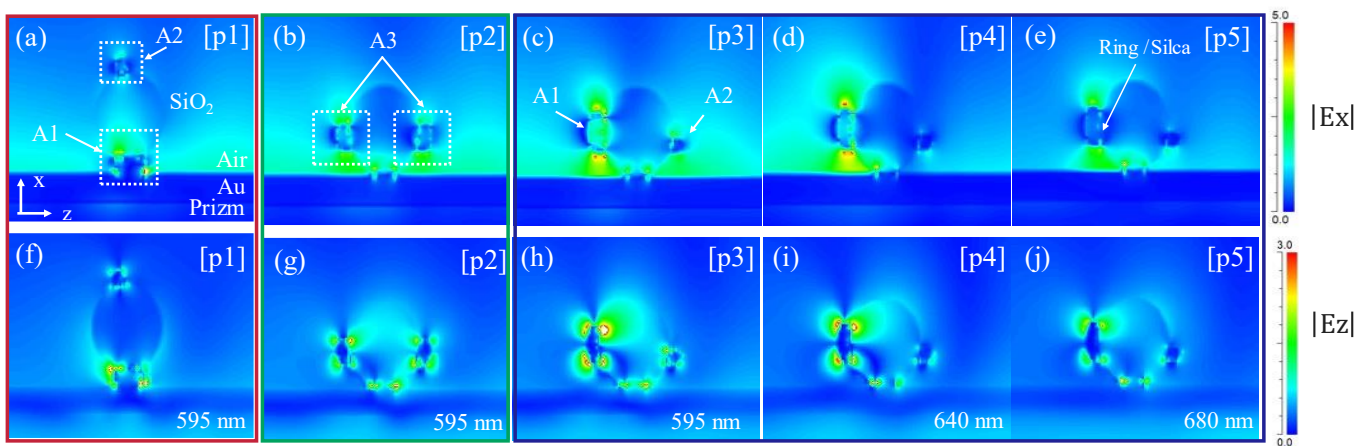 (a) A2 [p1]
SiO2
A1
Air
x
Au
z
Prizm
(b) A3 [p2]
(c) [p3]
A1
A2
(d) [p4]
(e) [p5]
Ring /Silca
5.0
|Ex|
0.0
(f) [p1]
595 nm
(g) [p2]
595 nm
(h) [p3]
595 nm
(i) [p4]
640 nm
(j) [p5]
680 nm
3.0
|Ez|
0.0